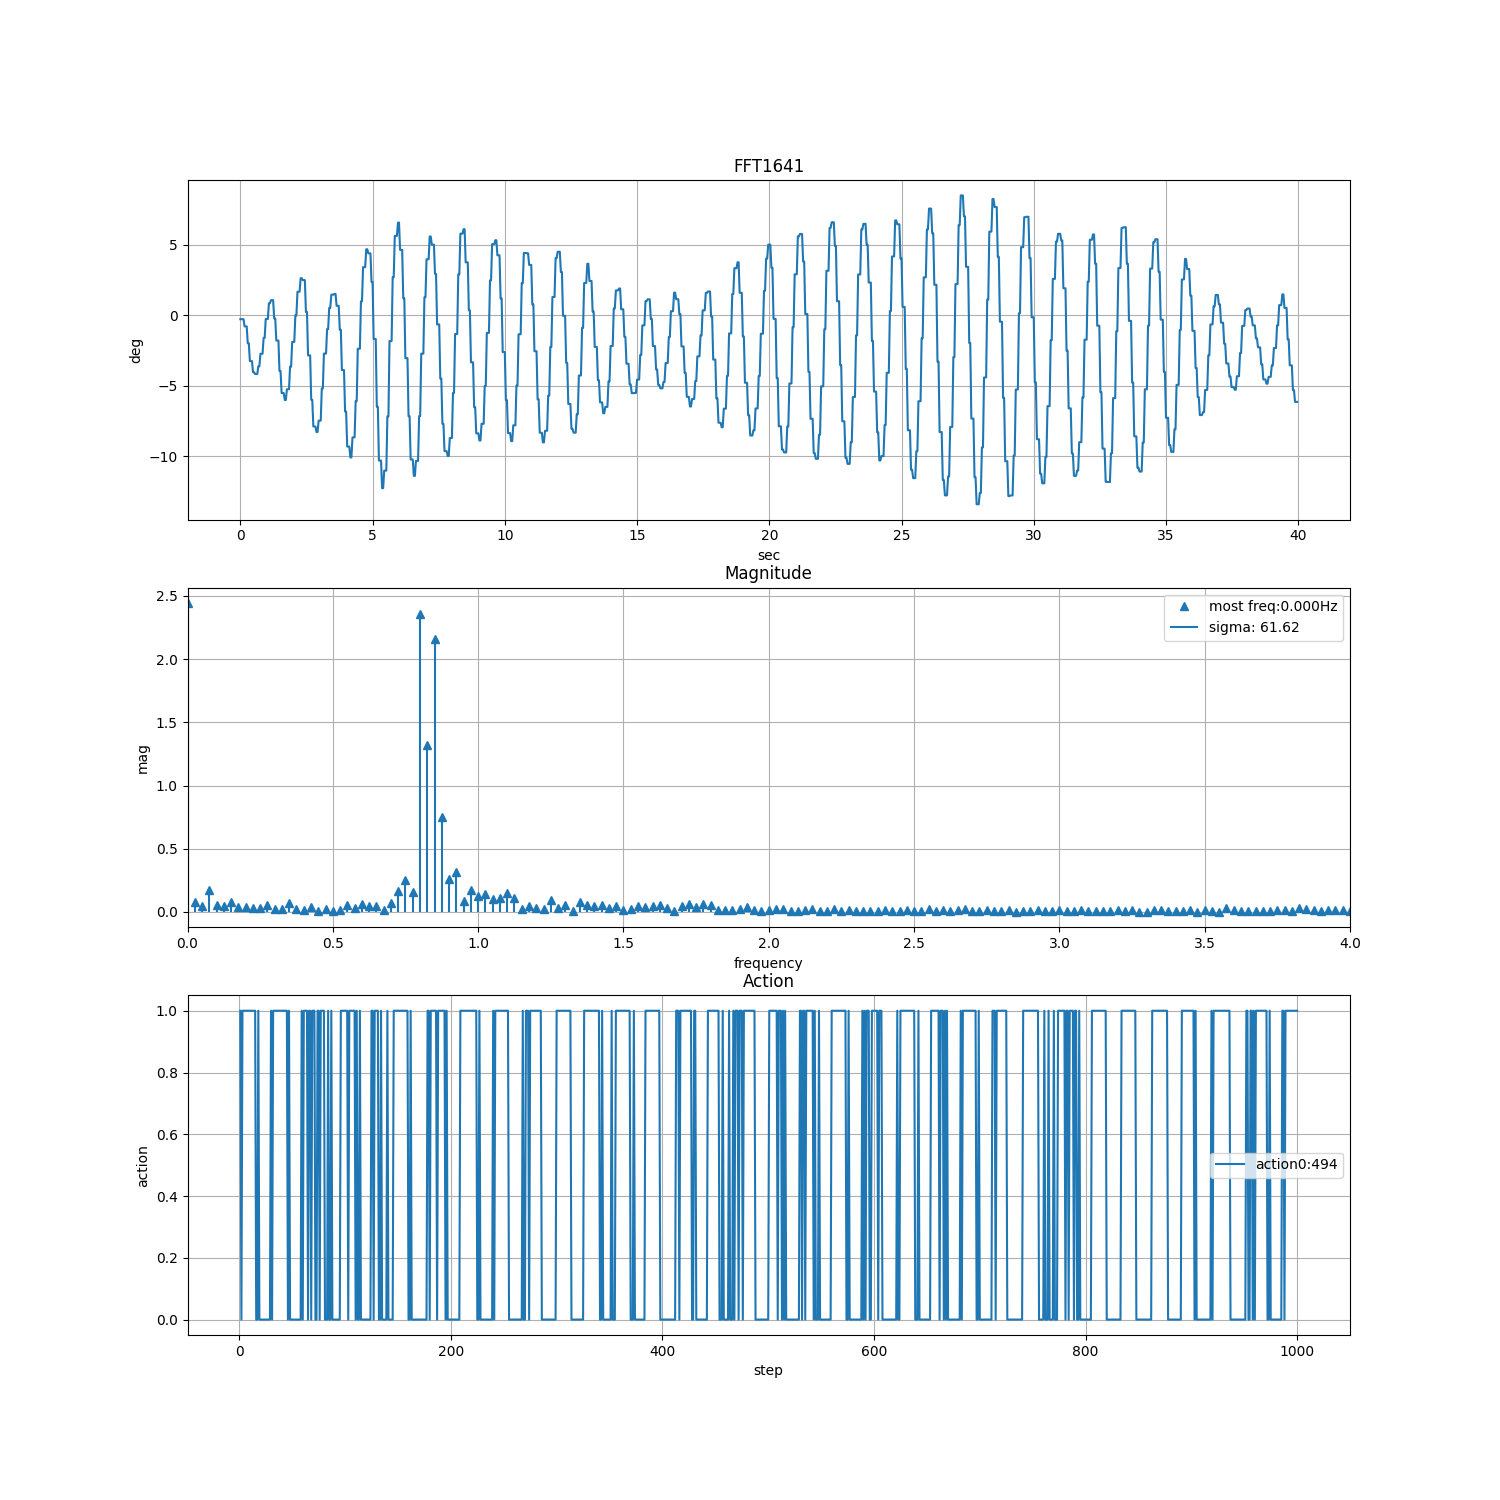 FFT1641
5
0
−5
−10
deg
0 5 10 15 20 25 30 35 40
sec
Magnitude
2.5
2.0
1.5
1.0
0.5
0.0
mag
most freq:0.000Hz
sigma: 61.62
0.0 0.5 1.0 1.5 2.0 2.5 3.0 3.5 4.0
frequency
Action
1.0
0.8
0.6
0.4
0.2
0.0
action
action0:494
0 200 400 600 800 1000
step